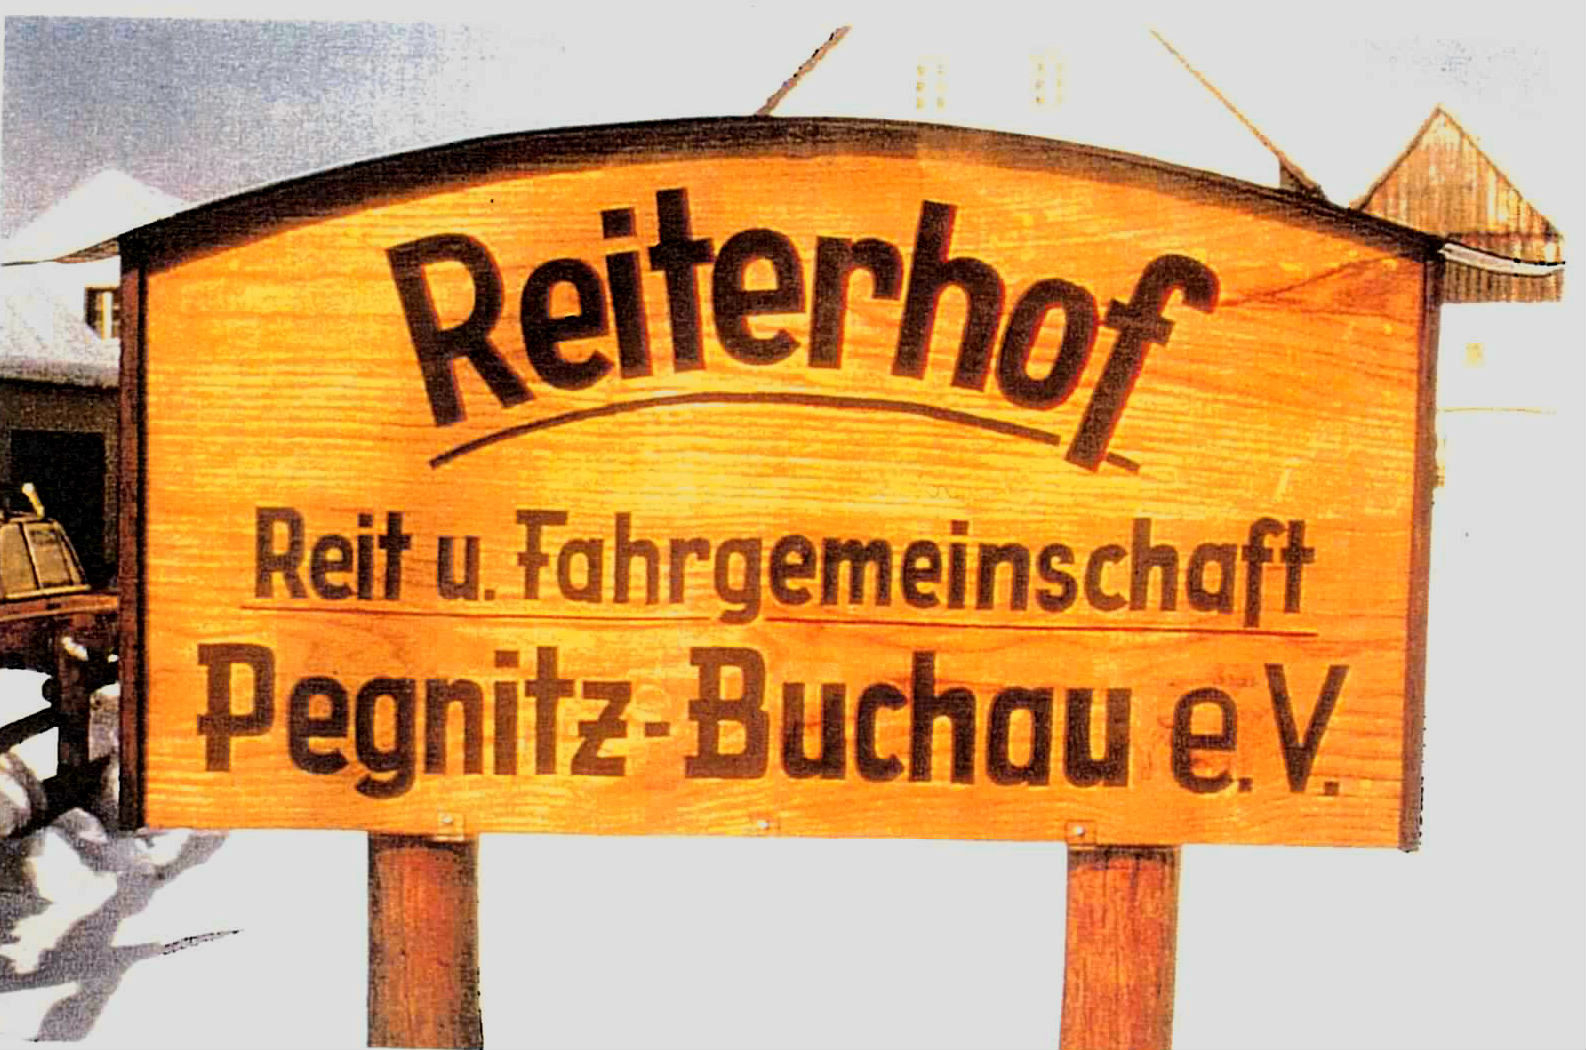 Reiterhof
Reit u. Fahrgemeinschaft
Pegnitz-Buchau e.V.